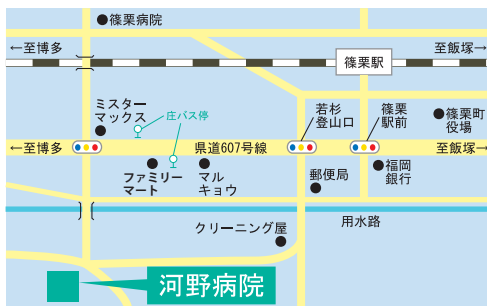 篠栗病院
←至博多
至飯塚→
篠栗駅
ミスター
マックス
庄バス停
若杉
登山口
篠栗
駅前
篠栗町
役場
←至博多
県道607号線
至飯塚→
ファミリー
マート
マル
キョウ
郵便局
福岡
銀行
用水路
クリーニング屋
河野病院